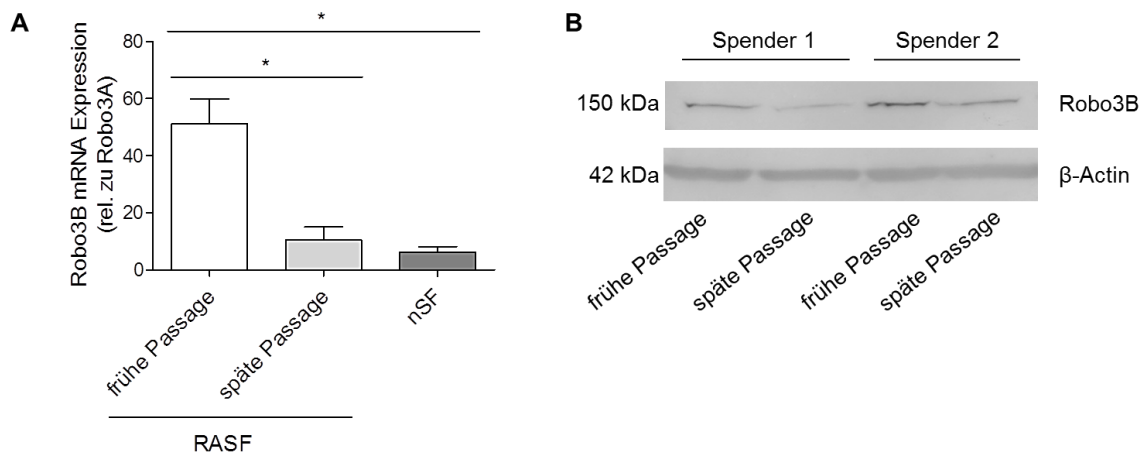 A
Robo3B mRNA Expression
(rel. zu Robo3A)
80
60
40
20
0
*
*
frühe Passage
späte Passage
nSF
RASF
B
Spender 1
Spender 2
150 kDa
Robo3B
42 kDa
β-Actin
frühe Passage
späte Passage
frühe Passage
späte Passage